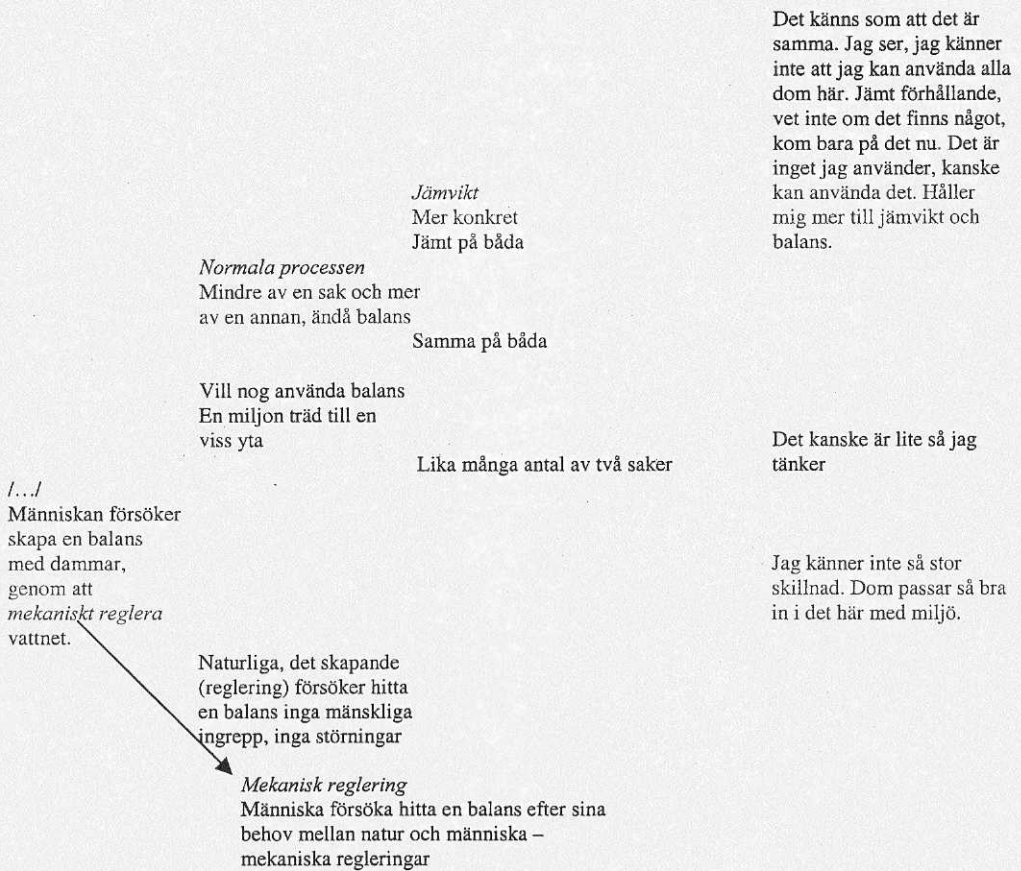 Det känns som att det är
samma. Jag ser, jag känner
inte att jag kan använda alla
dom här. Jämt förhållande,
vet inte om det finns något,
kom bara på det nu. Det är
inget jag använder, kanske
kan använda det. Håller
mig mer till jämvikt och
balans.
Jämvikt
Mer konkret
Jämt på båda
Normala processen
Mindre av en sak och mer
av en annan, ändå balans
Samma på båda
Vill nog använda balans
En miljon träd till en
viss yta
Det kanske är lite så jag
tänker
Lika många antal av två saker
/.../
Människan försöker
skapa en balans
med dammar,
genom att
mekaniskt reglera
vattnet.
Jag känner inte så stor
skillnad. Dom passar så bra
in i det här med miljö.
Naturliga, det skapande
(reglering) försöker hitta
en balans inga mänskliga
ingrepp, inga störningar
Mekanisk reglering
Människa försöka hitta en balans efter sina
behov mellan natur och människa –
mekaniska regleringar